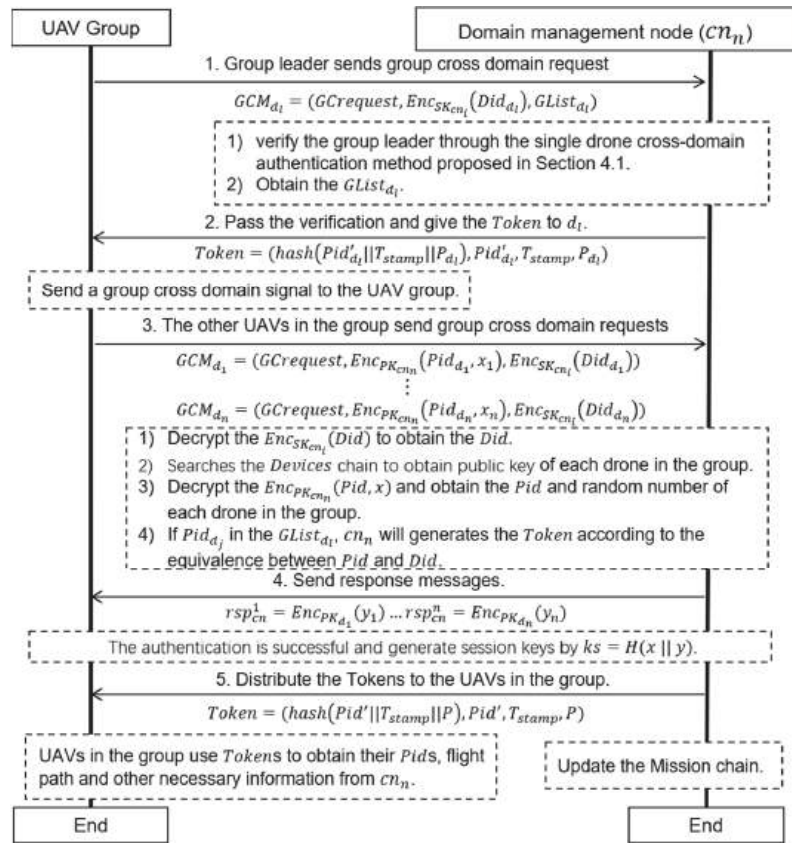 UAV Group
Domain management node (cn_n)
1. Group leader sends group cross domain request
GCM_{d_l} = (GCrequest, Enc_{SK_{cn_l}}(Did_{d_l}), GList_{d_l})
1) verify the group leader through the single drone cross-domain
authentication method proposed in Section 4.1.
2) Obtain the GList_{d_l}.
2. Pass the verification and give the Token to d_l.
Token = (hash(Pid'_{d_l}||T_{stamp}||P_{d_l}), Pid'_{d_l}, T_{stamp}, P_{d_l})
Send a group cross domain signal to the UAV group.
3. The other UAVs in the group send group cross domain requests
GCM_{d_1} = (GCrequest, Enc_{PK_{cn_n}}(Pid_{d_1}, x_1), Enc_{SK_{cn_l}}(Did_{d_1}))
⋮
GCM_{d_n} = (GCrequest, Enc_{PK_{cn_n}}(Pid_{d_n}, x_n), Enc_{SK_{cn_l}}(Did_{d_n}))
1) Decrypt the Enc_{SK_{cn_l}}(Did) to obtain the Did.
2) Searches the Devices chain to obtain public key of each drone in the group.
3) Decrypt the Enc_{PK_{cn_n}}(Pid, x) and obtain the Pid and random number of
each drone in the group.
4) If Pid_{d_j} in the GList_{d_l}, cn_n will generates the Token according to the
equivalence between Pid and Did.
4. Send response messages.
rsp^1_{cn} = Enc_{PK_{d_1}}(y_1) ... rsp^n_{cn} = Enc_{PK_{d_n}}(y_n)
The authentication is successful and generate session keys by ks = H(x || y).
5. Distribute the Tokens to the UAVs in the group.
Token = (hash(Pid'||T_{stamp}||P), Pid', T_{stamp}, P)
UAVs in the group use Tokens to obtain their Pids, flight
path and other necessary information from cn_n.
Update the Mission chain.
End
End